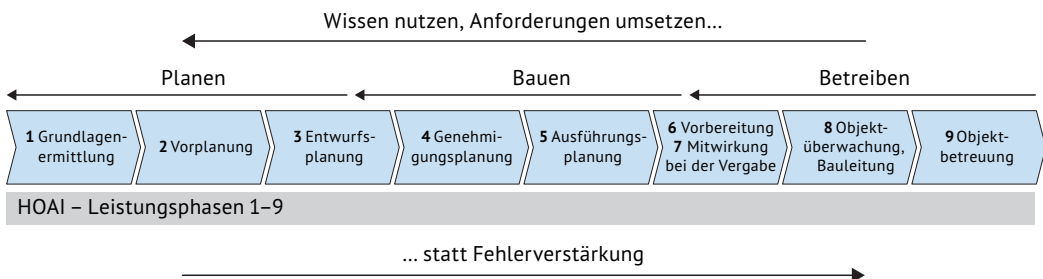 Wissen nutzen, Anforderungen umsetzen...
Planen
Bauen
Betreiben
1 Grundlagen-
ermittlung
2 Vorplanung
3 Entwurfs-
planung
4 Genehmi-
gungsplanung
5 Ausführungs-
planung
6 Vorbereitung
7 Mitwirkung
bei der Vergabe
8 Objekt-
überwachung,
Bauleitung
9 Objekt-
betreuung
HOAI – Leistungsphasen 1–9
... statt Fehlerverstärkung